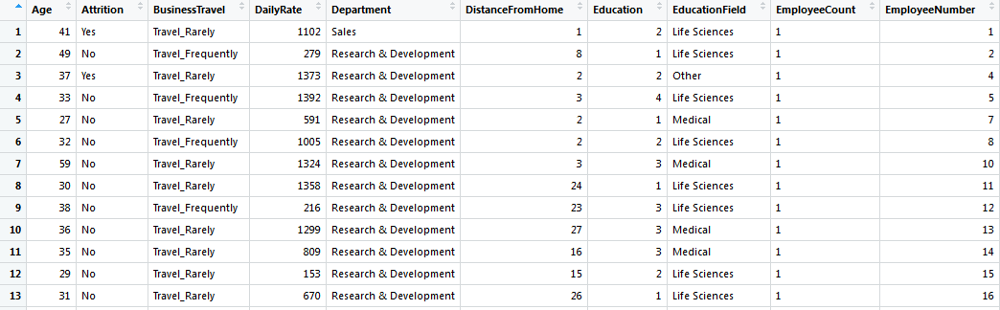 Age Attrition BusinessTravel DailyRate Department DistanceFromHome Education EducationField EmployeeCount EmployeeNumber
1 41 Yes Travel_Rarely 1102 Sales 1 2 Life Sciences 1 1
2 49 No Travel_Frequently 279 Research & Development 8 1 Life Sciences 1 2
3 37 Yes Travel_Rarely 1373 Research & Development 2 2 Other 1 4
4 33 No Travel_Frequently 1392 Research & Development 3 4 Life Sciences 1 5
5 27 No Travel_Rarely 591 Research & Development 2 1 Medical 1 7
6 32 No Travel_Frequently 1005 Research & Development 2 2 Life Sciences 1 8
7 59 No Travel_Rarely 1324 Research & Development 3 3 Medical 1 10
8 30 No Travel_Rarely 1358 Research & Development 24 1 Life Sciences 1 11
9 38 No Travel_Frequently 216 Research & Development 23 3 Life Sciences 1 12
10 36 No Travel_Rarely 1299 Research & Development 27 3 Medical 1 13
11 35 No Travel_Rarely 809 Research & Development 16 3 Medical 1 14
12 29 No Travel_Rarely 153 Research & Development 15 2 Life Sciences 1 15
13 31 No Travel_Rarely 670 Research & Development 26 1 Life Sciences 1 16